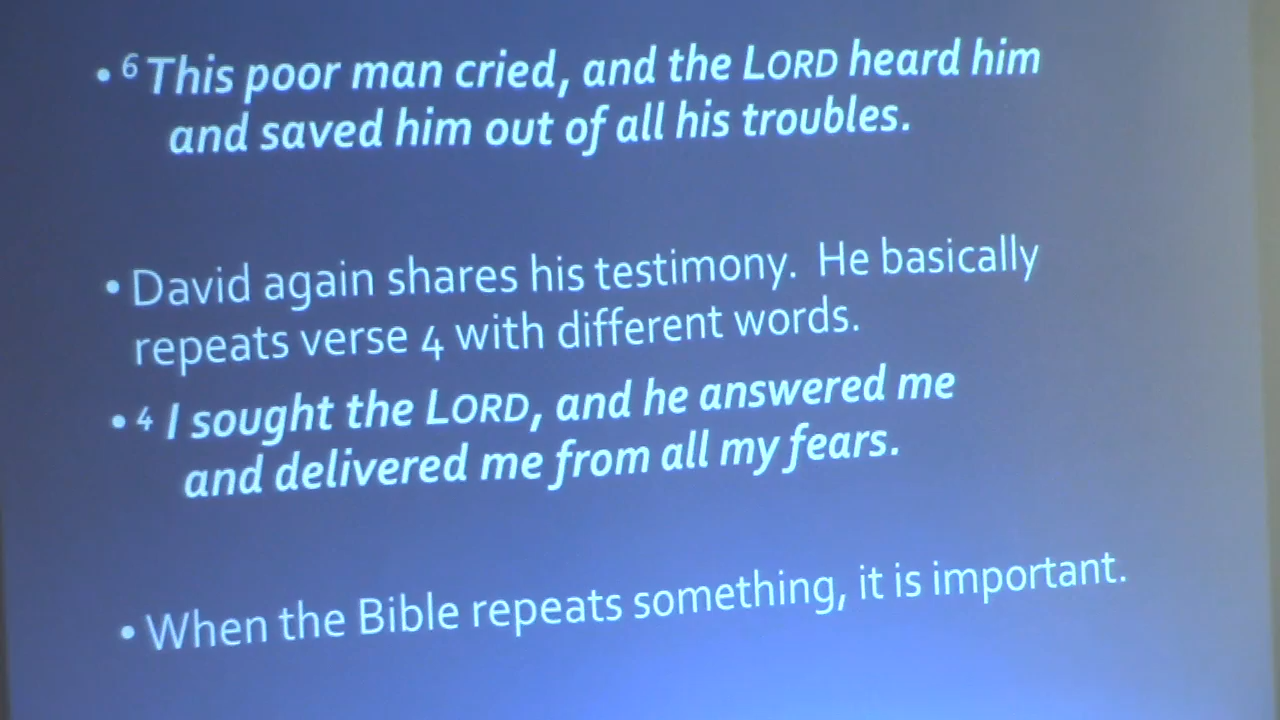 • ⁶ This poor man cried, and the LORD heard him
and saved him out of all his troubles.
• David again shares his testimony. He basically
repeats verse 4 with different words.
• ⁴ I sought the LORD, and he answered me
and delivered me from all my fears.
• When the Bible repeats something, it is important.